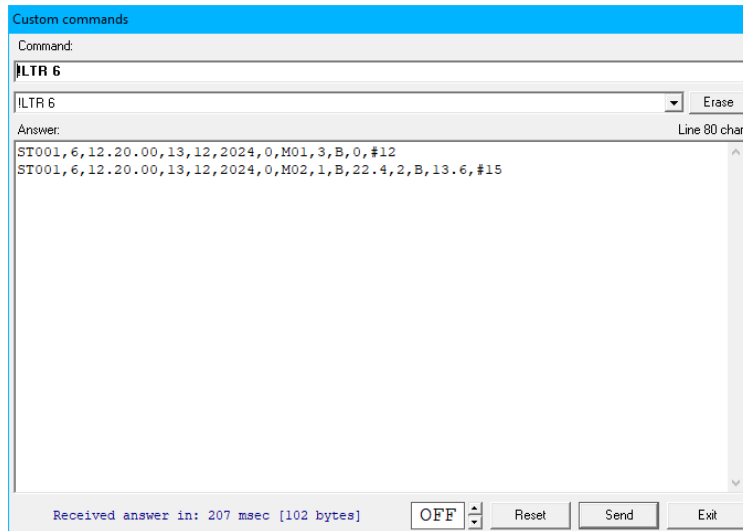 Custom commands
Command:
!LTR 6
!LTR 6
Erase
Answer:
Line 80 char
ST001,6,12.20.00,13,12,2024,0,M01,3,B,0,#12
ST001,6,12.20.00,13,12,2024,0,M02,1,B,22.4,2,B,13.6,#15
Received answer in: 207 msec [102 bytes]
OFF
Reset
Send
Exit